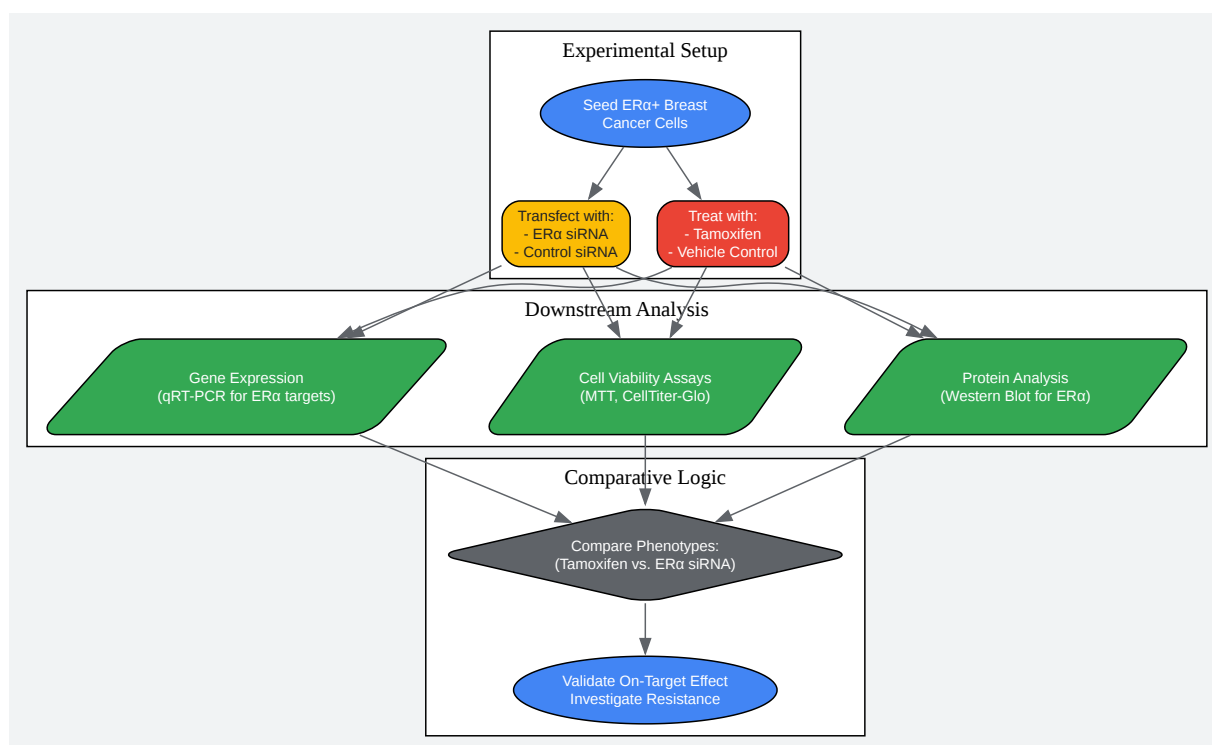 Experimental Setup
Seed ERα+ Breast
Cancer Cells
Transfect with:
- ERα siRNA
- Control siRNA
Treat with:
- Tamoxifen
- Vehicle Control
Downstream Analysis
Gene Expression
(qRT-PCR for ERα targets)
Cell Viability Assays
(MTT, CellTiter-Glo)
Protein Analysis
(Western Blot for ERα)
Comparative Logic
Compare Phenotypes:
(Tamoxifen vs. ERα siRNA)
Validate On-Target Effect
Investigate Resistance